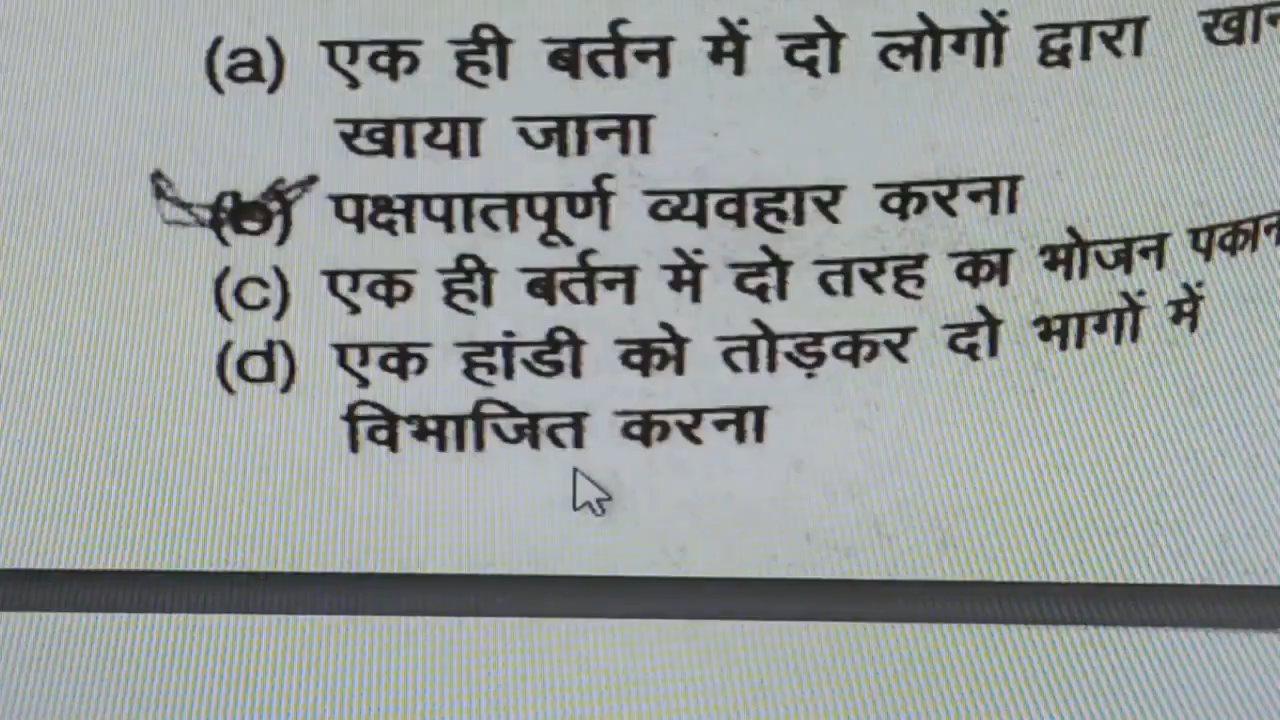 (a) एक ही बर्तन में दो लोगों द्वारा
खाया जाना
(b) पक्षपातपूर्ण व्यवहार करना
(c) एक ही बर्तन में दो तरह का भोजन
(d) एक हांडी को तोड़कर दो भागों में
विभाजित करना